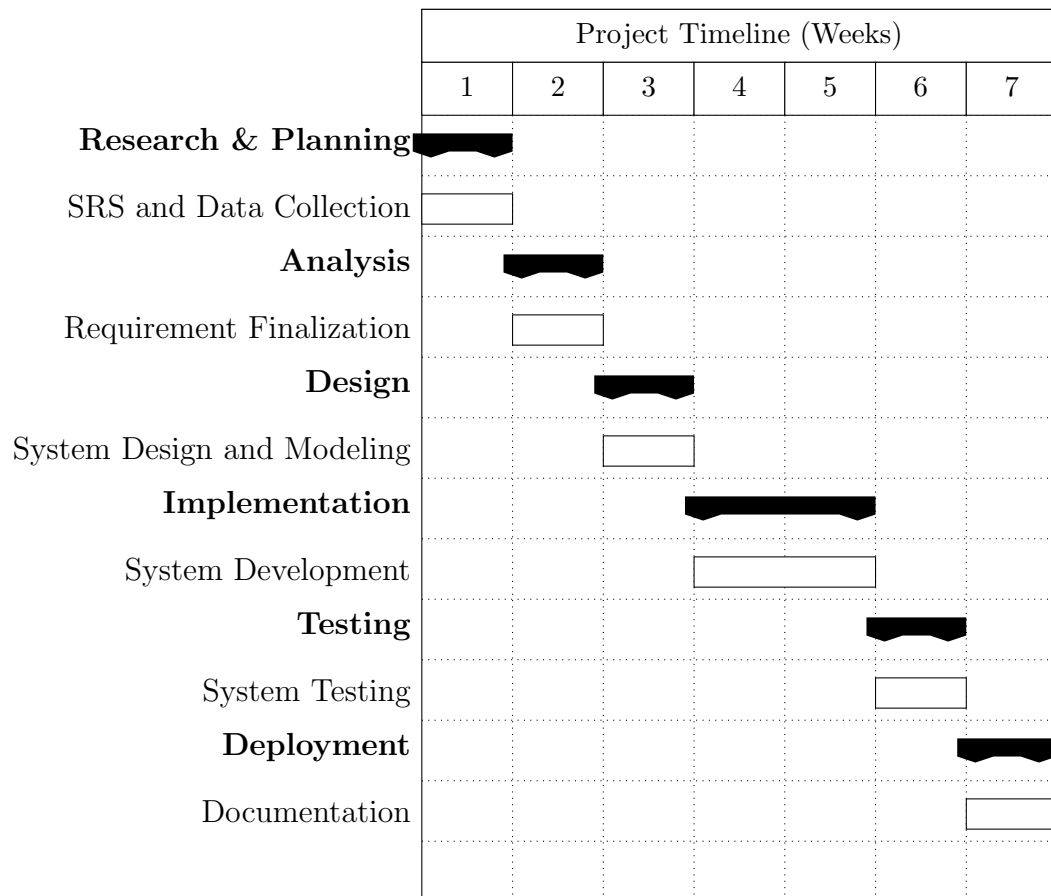 Project Timeline (Weeks)
1 2 3 4 5 6 7
Research & Planning
SRS and Data Collection
Analysis
Requirement Finalization
Design
System Design and Modeling
Implementation
System Development
Testing
System Testing
Deployment
Documentation